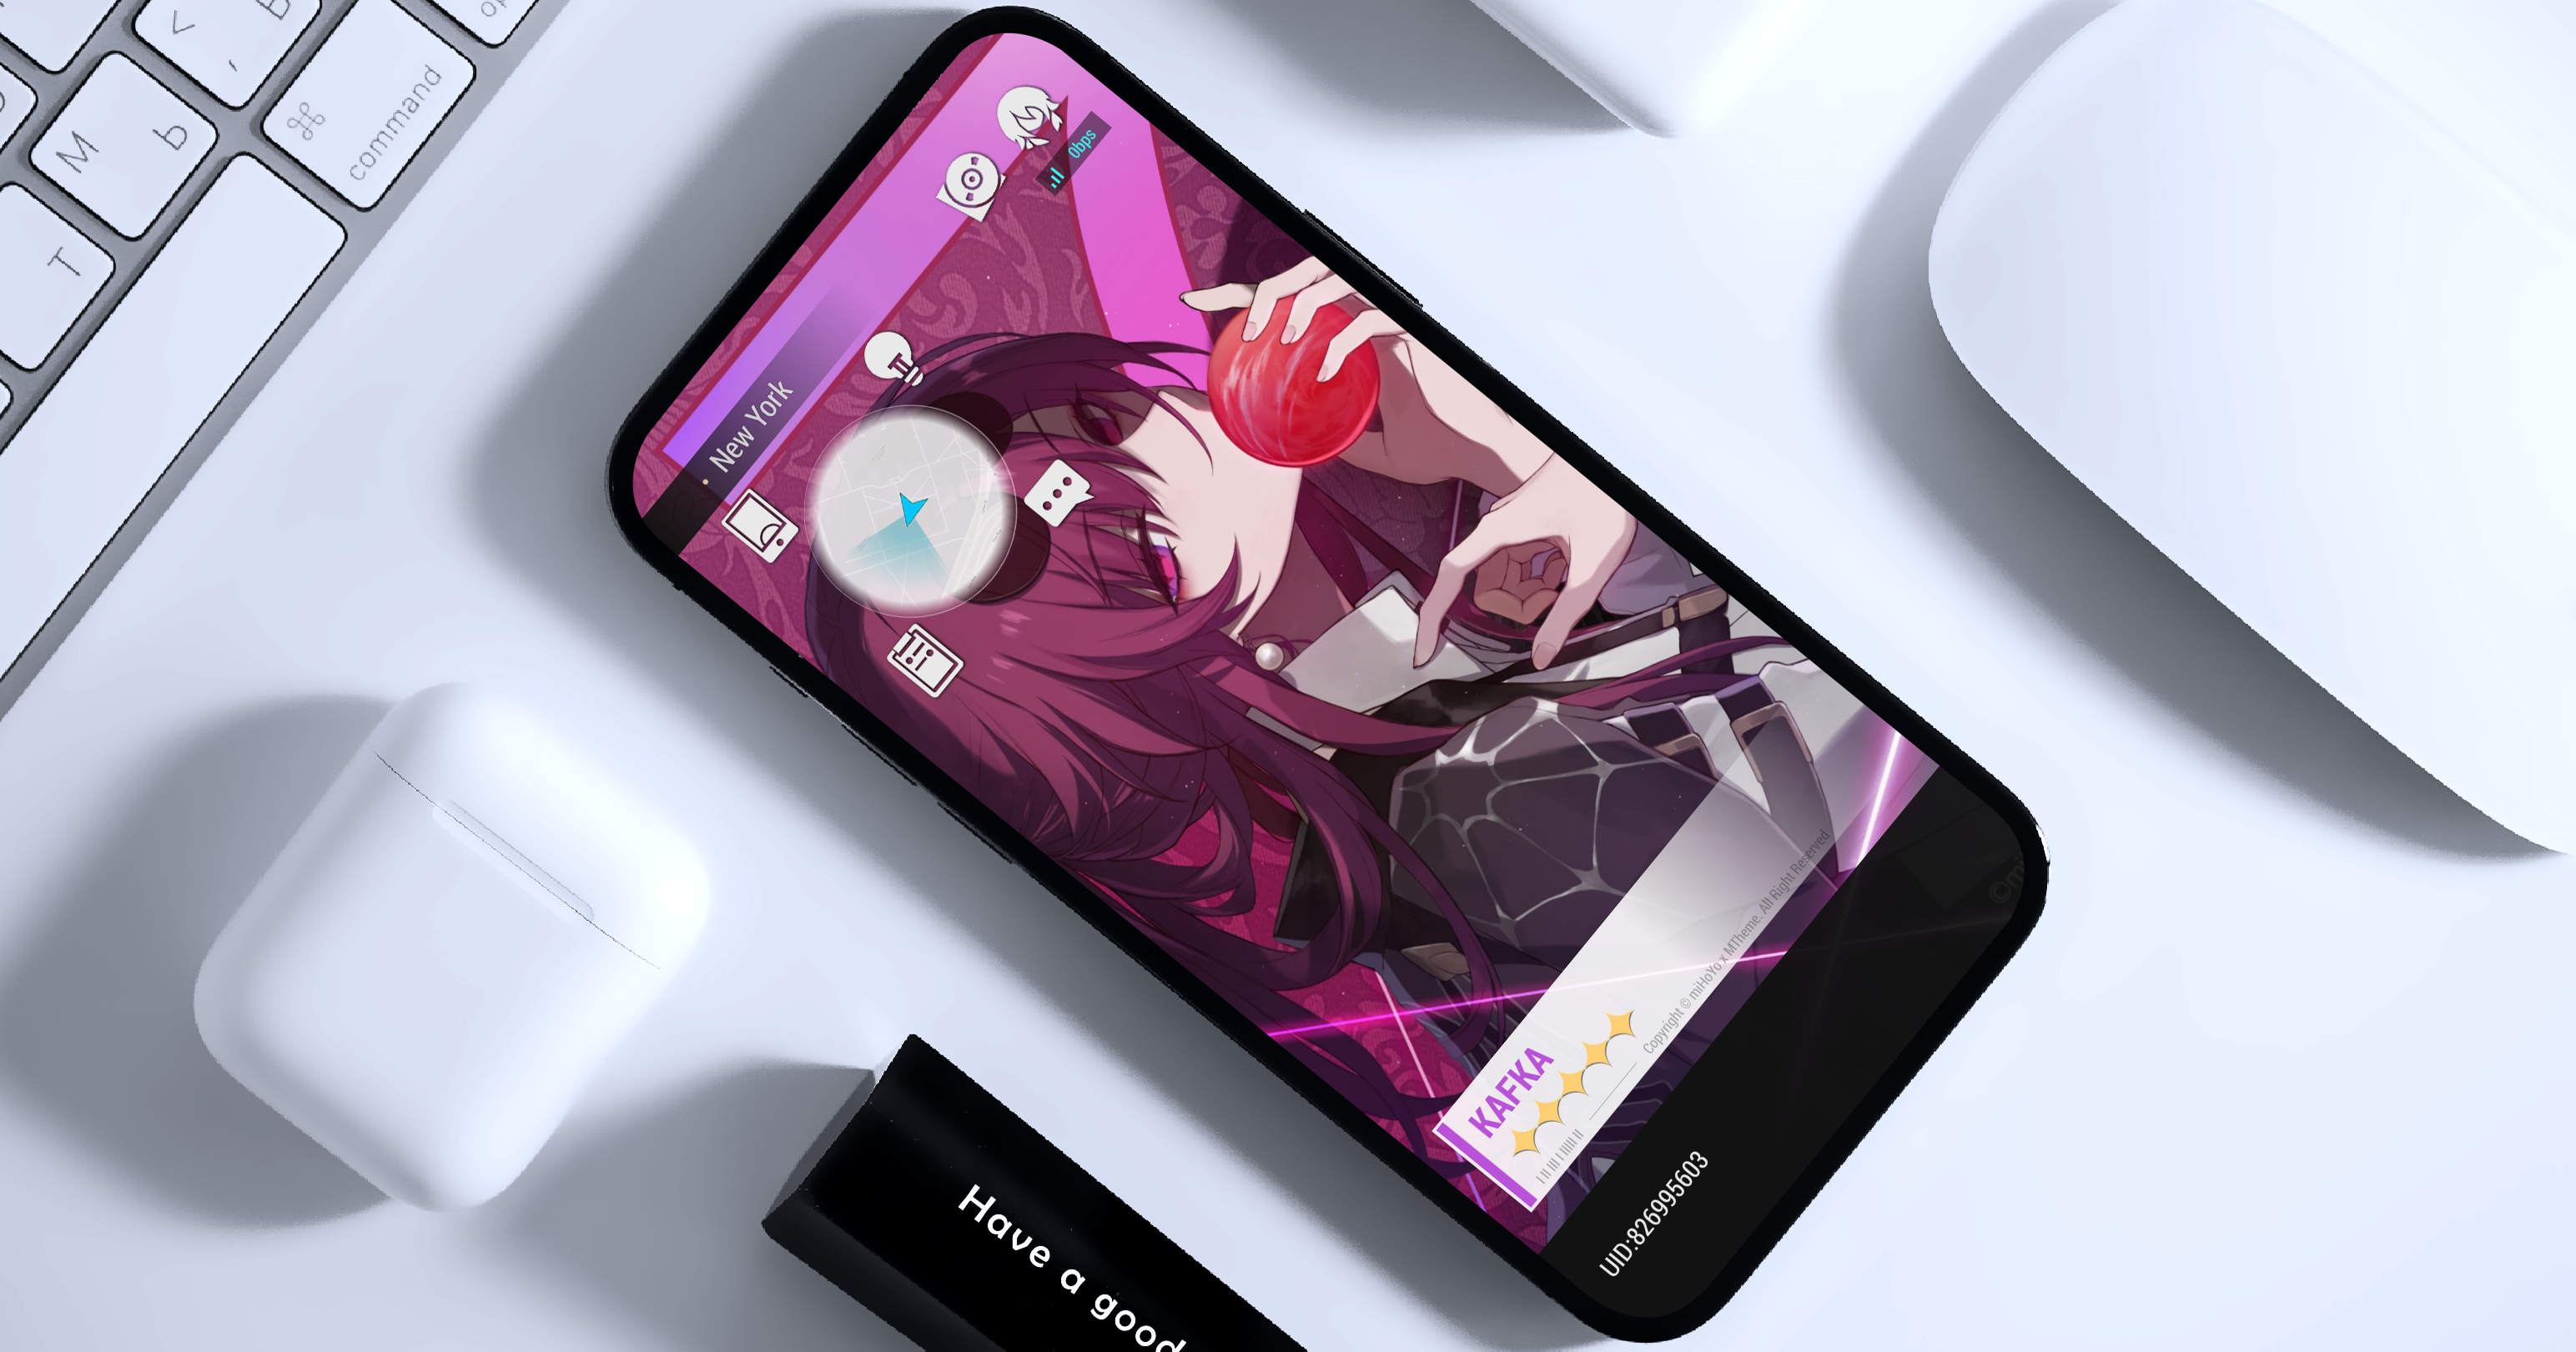 <
,
M
b
⌘
command
T
0bps
New York
KAFKA
Copyright © miHoYo x MTheme. All Right Reserved
UID:826995603
Have a good